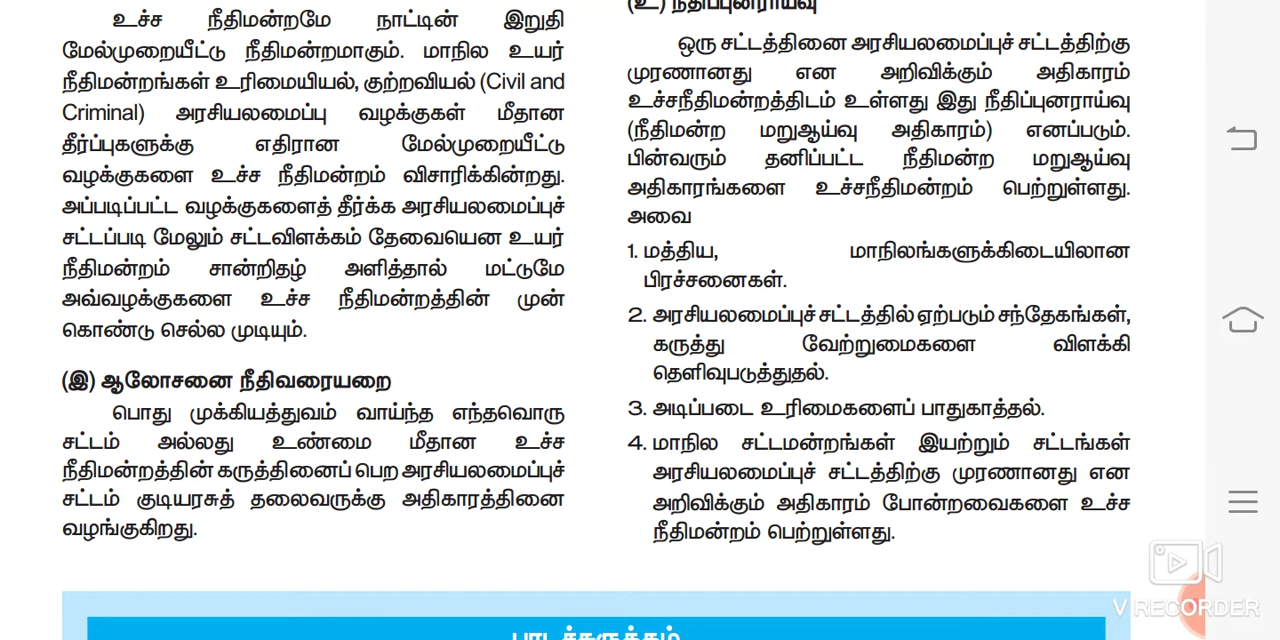 உச்ச நீதிமன்றமே நாட்டின் இறுதி
மேல்முறையீட்டு நீதிமன்றமாகும். மாநில உயர்
நீதிமன்றங்கள் உரிமையியல், குற்றவியல் (Civil and
Criminal) அரசியலமைப்பு வழக்குகள் மீதான
தீர்ப்புகளுக்கு எதிரான மேல்முறையீட்டு
வழக்குகளை உச்ச நீதிமன்றம் விசாரிக்கின்றது.
அப்படிப்பட்ட வழக்குகளைத் தீர்க்க அரசியலமைப்புச்
சட்டப்படி மேலும் சட்டவிளக்கம் தேவையென உயர்
நீதிமன்றம் சான்றிதழ் அளித்தால் மட்டுமே
அவ்வழக்குகளை உச்ச நீதிமன்றத்தின் முன்
கொண்டு செல்ல முடியும்.
(இ) ஆலோசனை நீதிவரையறை
பொது முக்கியத்துவம் வாய்ந்த எந்தவொரு
சட்டம் அல்லது உண்மை மீதான உச்ச
நீதிமன்றத்தின் கருத்தினைப் பெற அரசியலமைப்புச்
சட்டம் குடியரசுத் தலைவருக்கு அதிகாரத்தினை
வழங்குகிறது.
(உ) நீதிப்புனராய்வு
ஒரு சட்டத்தினை அரசியலமைப்புச் சட்டத்திற்கு
முரணானது என அறிவிக்கும் அதிகாரம்
உச்சநீதிமன்றத்திடம் உள்ளது இது நீதிப்புனராய்வு
(நீதிமன்ற மறுஆய்வு அதிகாரம்) எனப்படும்.
பின்வரும் தனிப்பட்ட நீதிமன்ற மறுஆய்வு
அதிகாரங்களை உச்சநீதிமன்றம் பெற்றுள்ளது.
அவை
1. மத்திய, மாநிலங்களுக்கிடையிலான
பிரச்சனைகள்.
2. அரசியலமைப்புச் சட்டத்தில் ஏற்படும் சந்தேகங்கள்,
கருத்து வேற்றுமைகளை விளக்கி
தெளிவுபடுத்துதல்.
3. அடிப்படை உரிமைகளைப் பாதுகாத்தல்.
4. மாநில சட்டமன்றங்கள் இயற்றும் சட்டங்கள்
அரசியலமைப்புச் சட்டத்திற்கு முரணானது என
அறிவிக்கும் அதிகாரம் போன்றவைகளை உச்ச
நீதிமன்றம் பெற்றுள்ளது.
பாடச்சுருக்கம்
V RECORDER